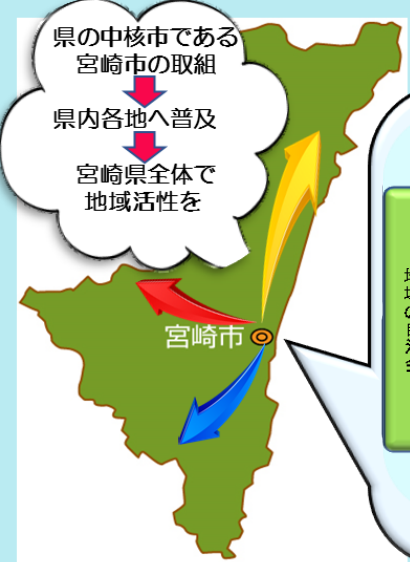 県の中核市である
宮崎市の取組
県内各地へ普及
宮崎県全体で
地域活性を
宮崎市